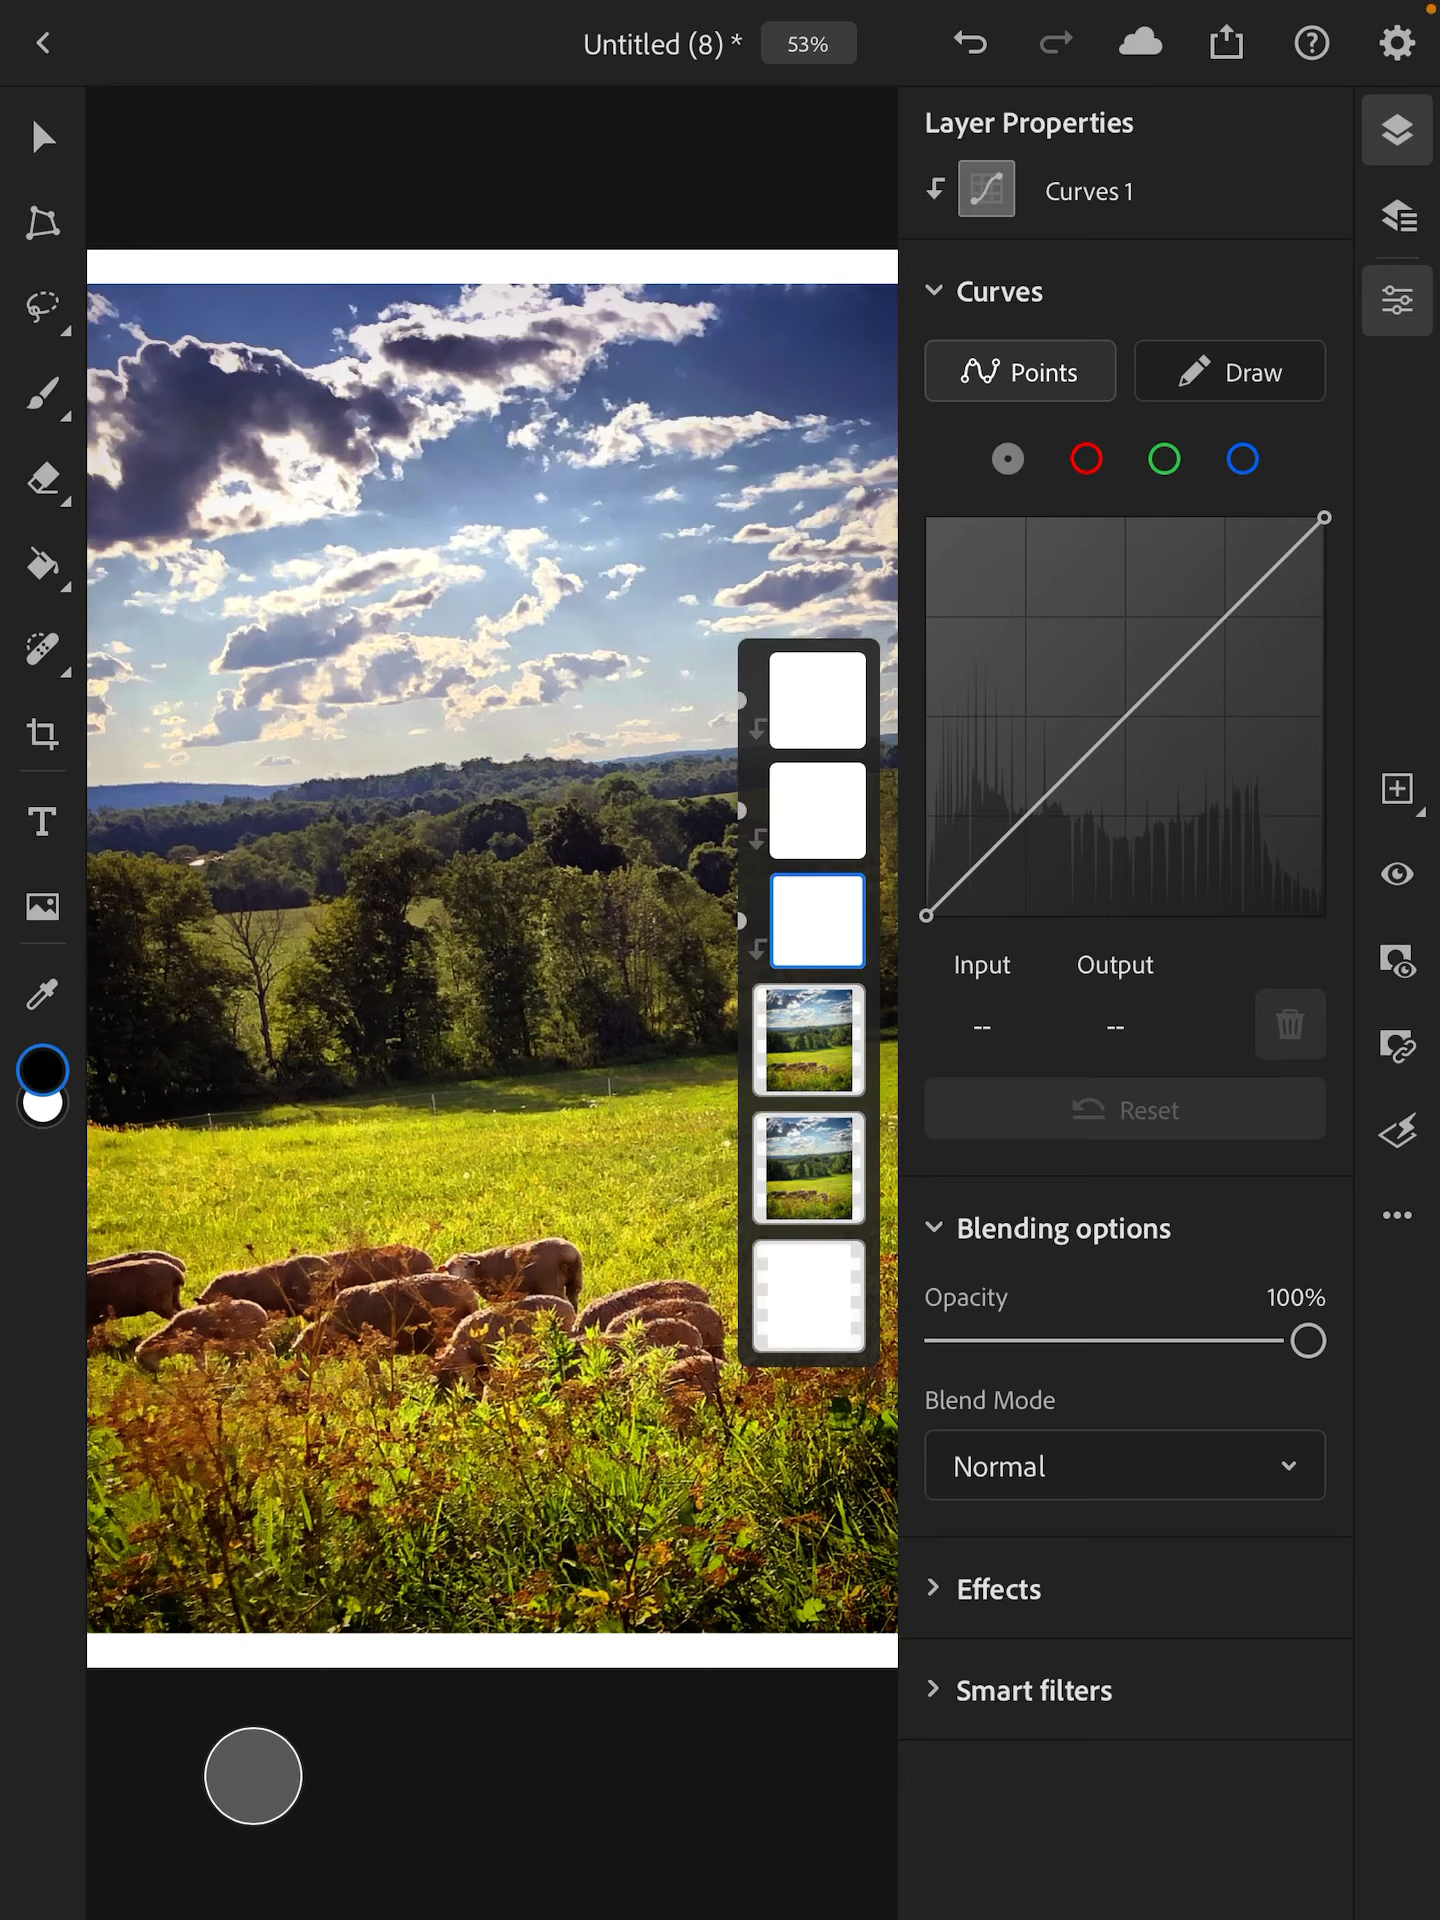 Untitled (8) *
53%
Layer Properties
Curves 1
Curves
Points
Draw
Input
Output
--
--
Reset
Blending options
Opacity
100%
Blend Mode
Normal
Effects
Smart filters